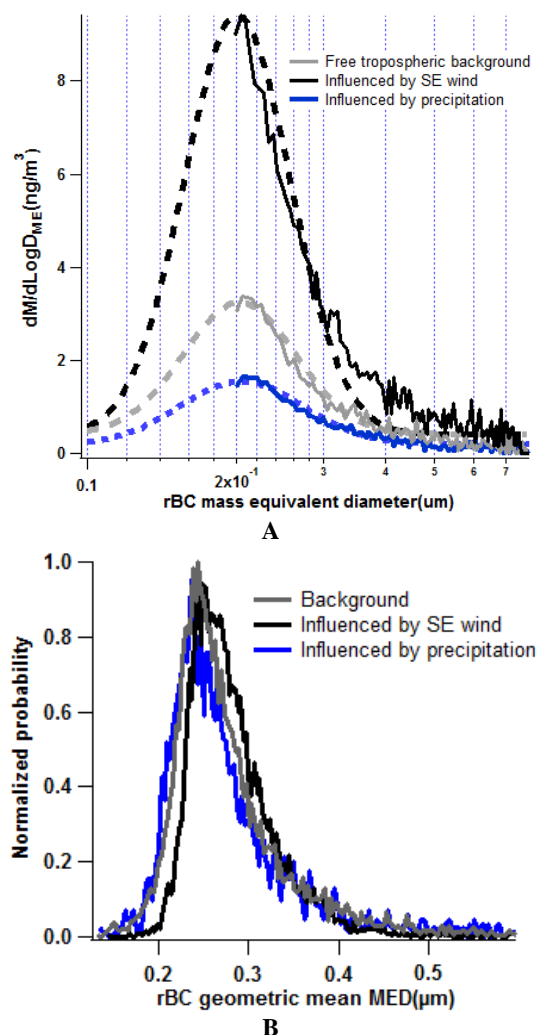 8
6
4
2
0
dM/dLogD_ME(ng/m³)
Free tropospheric background
Influenced by SE wind
Influenced by precipitation
0.1
2x10⁻¹
3
4
5
6
7
rBC mass equivalent diameter(um)
A
1.0
0.8
0.6
0.4
0.2
0.0
Normalized probability
Background
Influenced by SE wind
Influenced by precipitation
0.2
0.3
0.4
0.5
rBC geometric mean MED(µm)
B